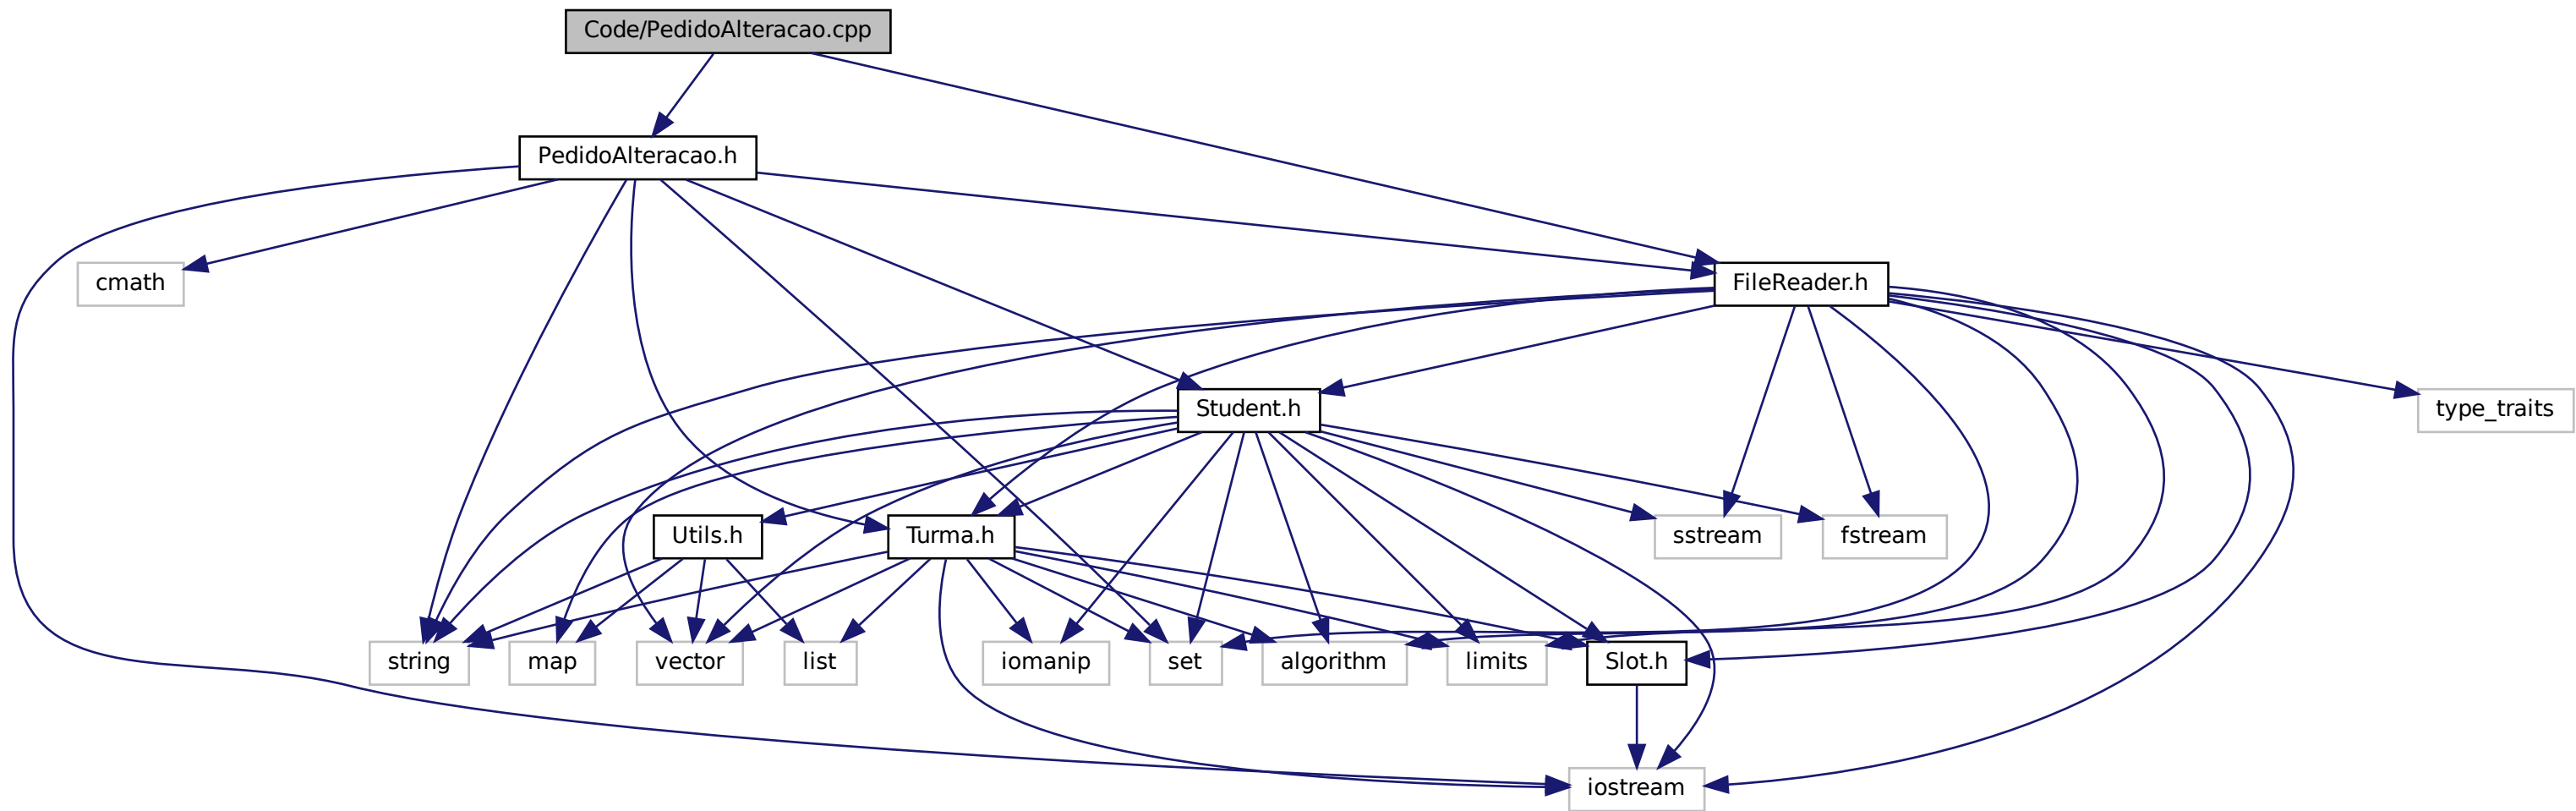 Code/PedidoAlteracao.cpp
PedidoAlteracao.h
cmath
FileReader.h
Student.h
type_traits
Utils.h
Turma.h
sstream
fstream
string
map
vector
list
iomanip
set
algorithm
limits
Slot.h
iostream